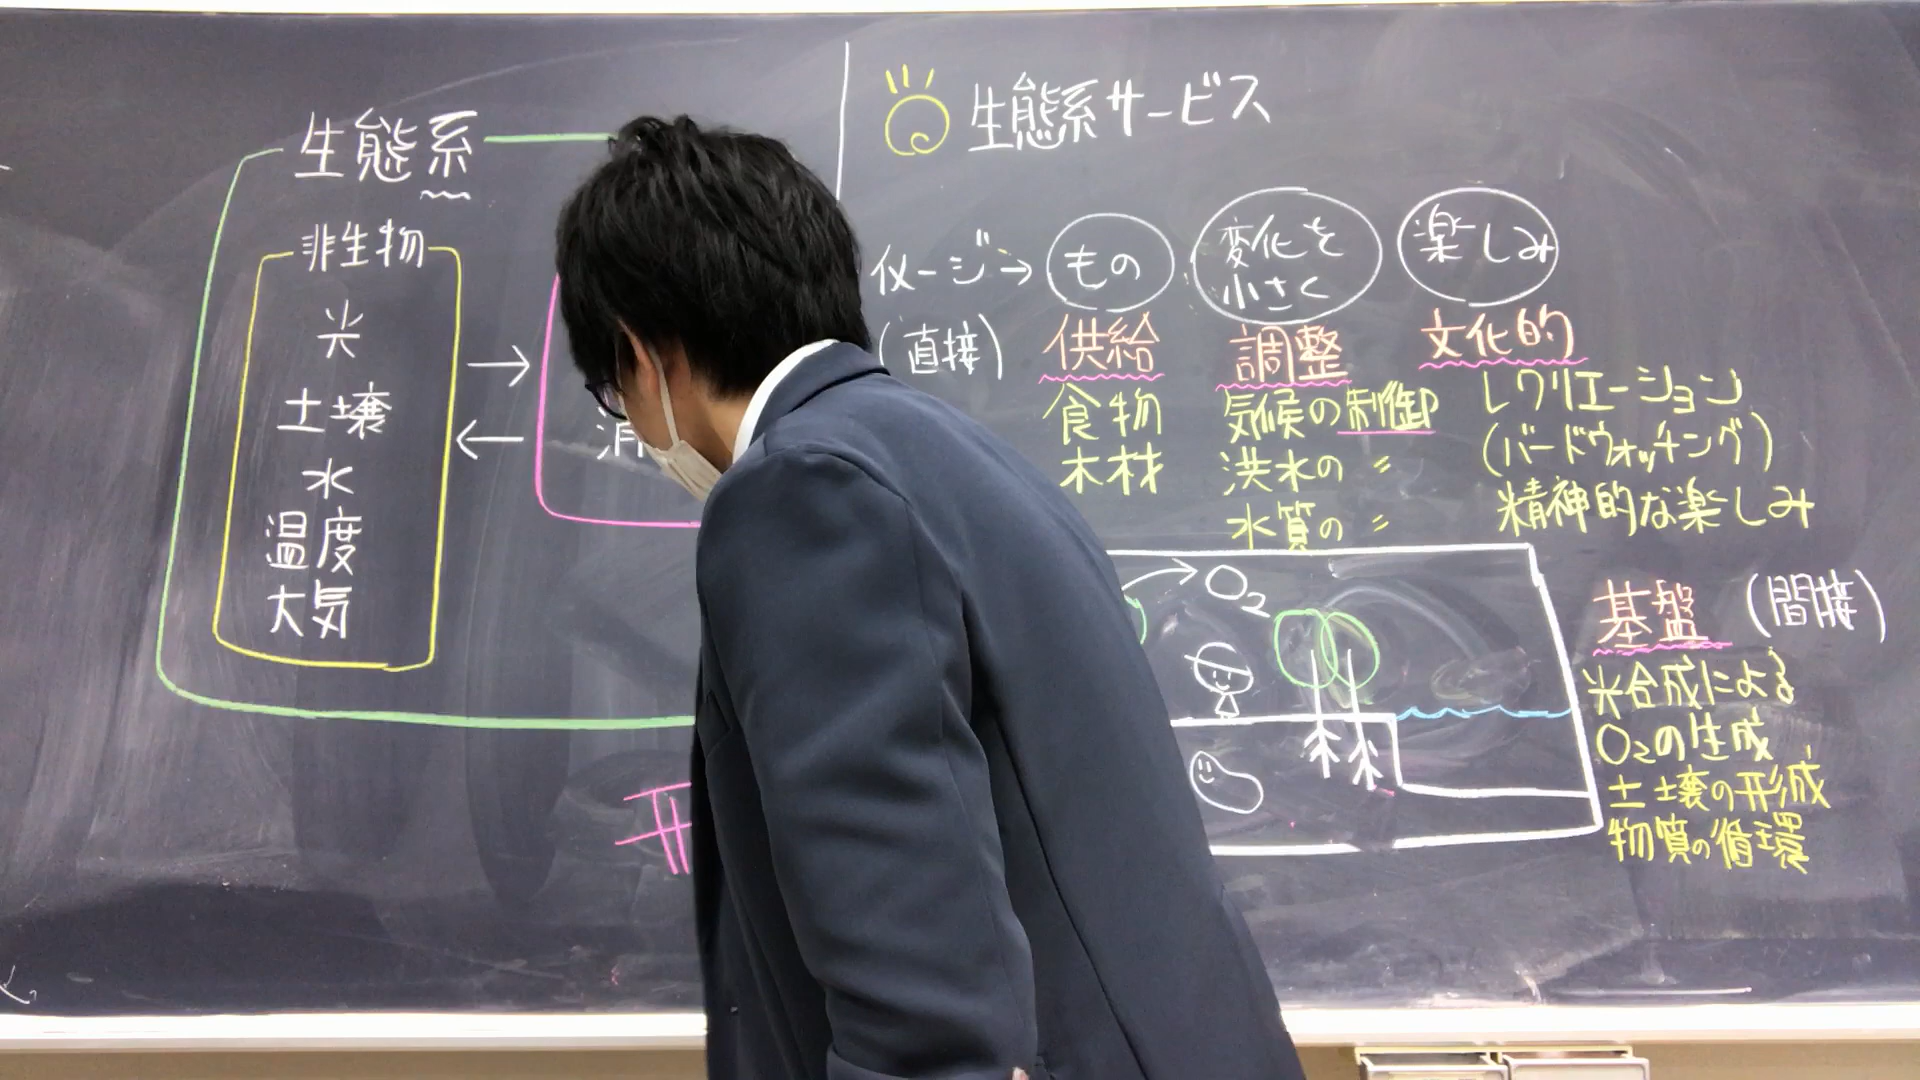 生態系
非生物
光
土壌
水
温度
大気
生態系サービス
イメージ→ もの 変化を小さく 楽しみ
(直接) 供給 調整 文化的
食物
木材
気候の制御
洪水の 〃
水質の 〃
レクリエーション
(バードウォッチング)
精神的な楽しみ
O₂
基盤 (間接)
光合成による
O₂の生成
土壌の形成
物質の循環